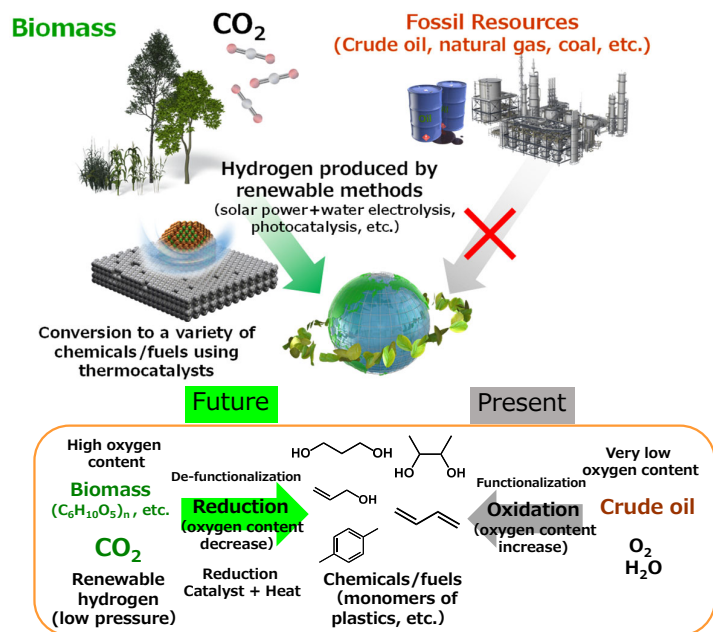 Biomass
CO₂
Fossil Resources
(Crude oil, natural gas, coal, etc.)
Hydrogen produced by
renewable methods
(solar power+water electrolysis,
photocatalysis, etc.)
Conversion to a variety of
chemicals/fuels using
thermocatalysts
Future
Present
High oxygen
content
Biomass
(C₆H₁₀O₅)ₙ, etc.
CO₂
Renewable
hydrogen
(low pressure)
De-functionalization
Reduction
(oxygen content
decrease)
Reduction
Catalyst + Heat
HO
OH
HO
OH
OH
Chemicals/fuels
(monomers of
plastics, etc.)
Functionalization
Oxidation
(oxygen content
increase)
Very low
oxygen content
Crude oil
O₂
H₂O